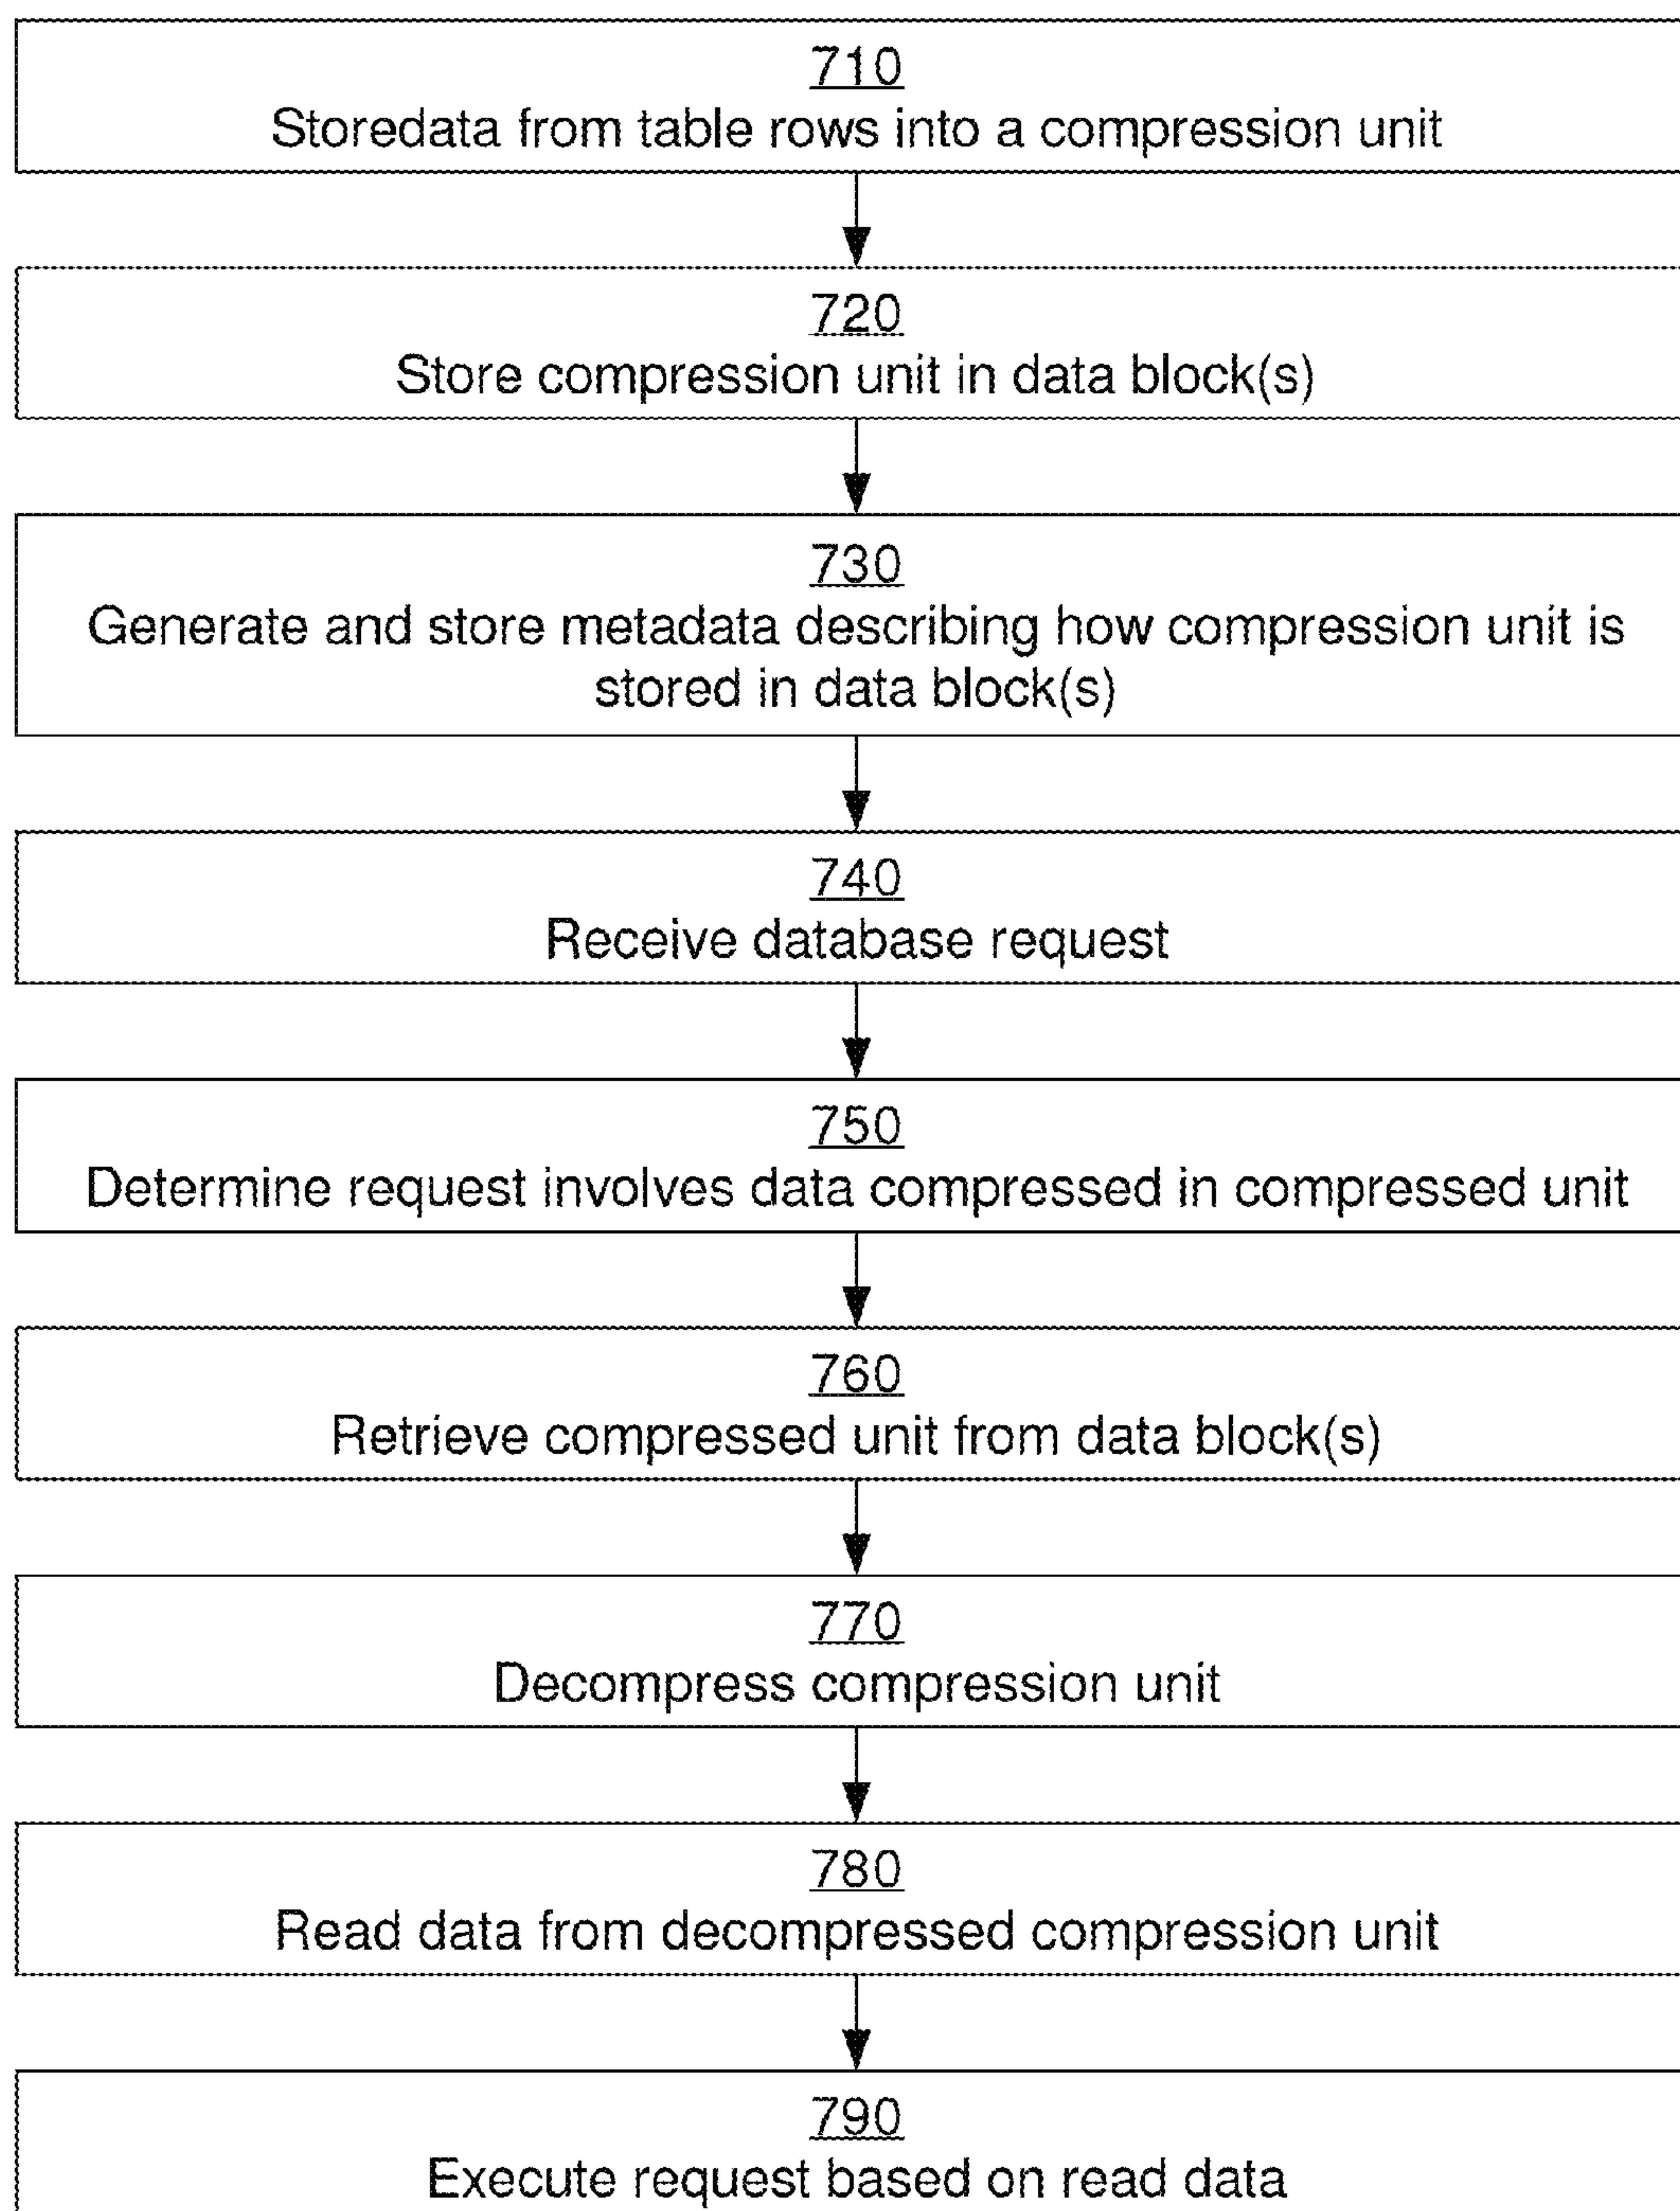 710
Storedata from table rows into a compression unit
720
Store compression unit in data block(s)
730
Generate and store metadata describing how compression unit is
stored in data block(s)
740
Receive database request
750
Determine request involves data compressed in compressed unit
760
Retrieve compressed unit from data block(s)
770
Decompress compression unit
780
Read data from decompressed compression unit
790
Execute request based on read data